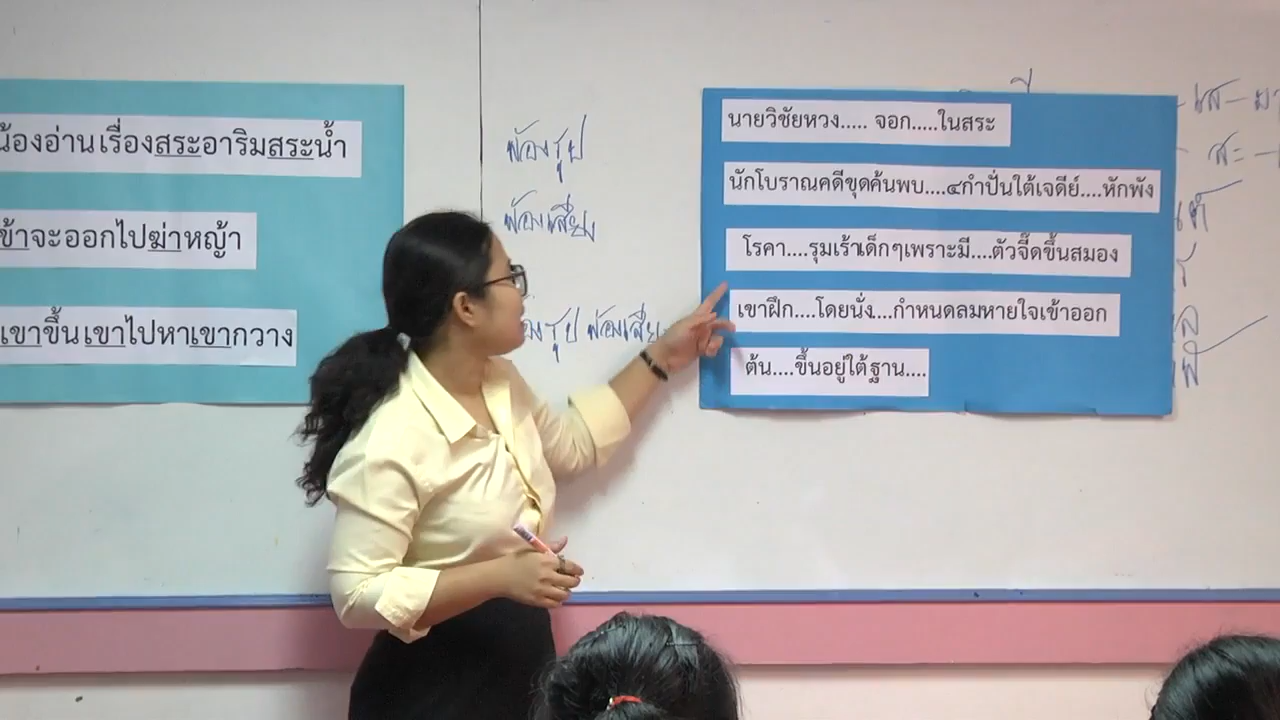 น้องอ่านเรื่องสระอาริมสระน้ำ
ข้าจะออกไปฆ่าหญ้า
เขาขึ้นเขาไปหาเขากวาง
พ้องรูป
พ้องเสียง
พ้องรูป พ้องเสียง
นายวิชัยหวง..... จอก.....ในสระ
นักโบราณคดีขุดค้นพบ....๔กำปั่นใต้เจดีย์....หักพัง
โรคา....รุมเร้าเด็กๆเพราะมี....ตัวจี๊ดขึ้นสมอง
เขาฝึก....โดยนั่ง....กำหนดลมหายใจเข้าออก
ต้น....ขึ้นอยู่ใต้ฐาน....